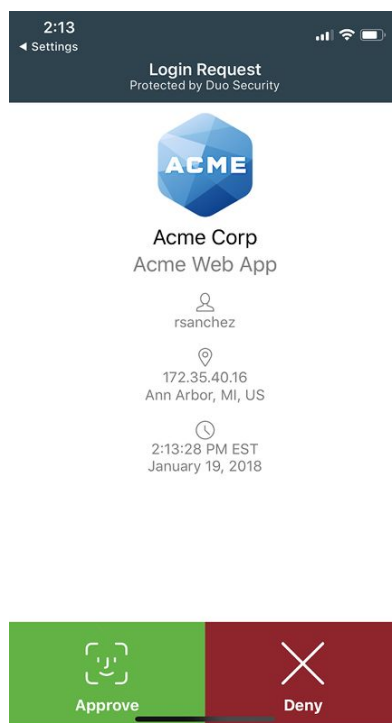 2:13
◀ Settings
Login Request
Protected by Duo Security
ACME
Acme Corp
Acme Web App
rsanchez
172.35.40.16
Ann Arbor, MI, US
2:13:28 PM EST
January 19, 2018
Approve
Deny